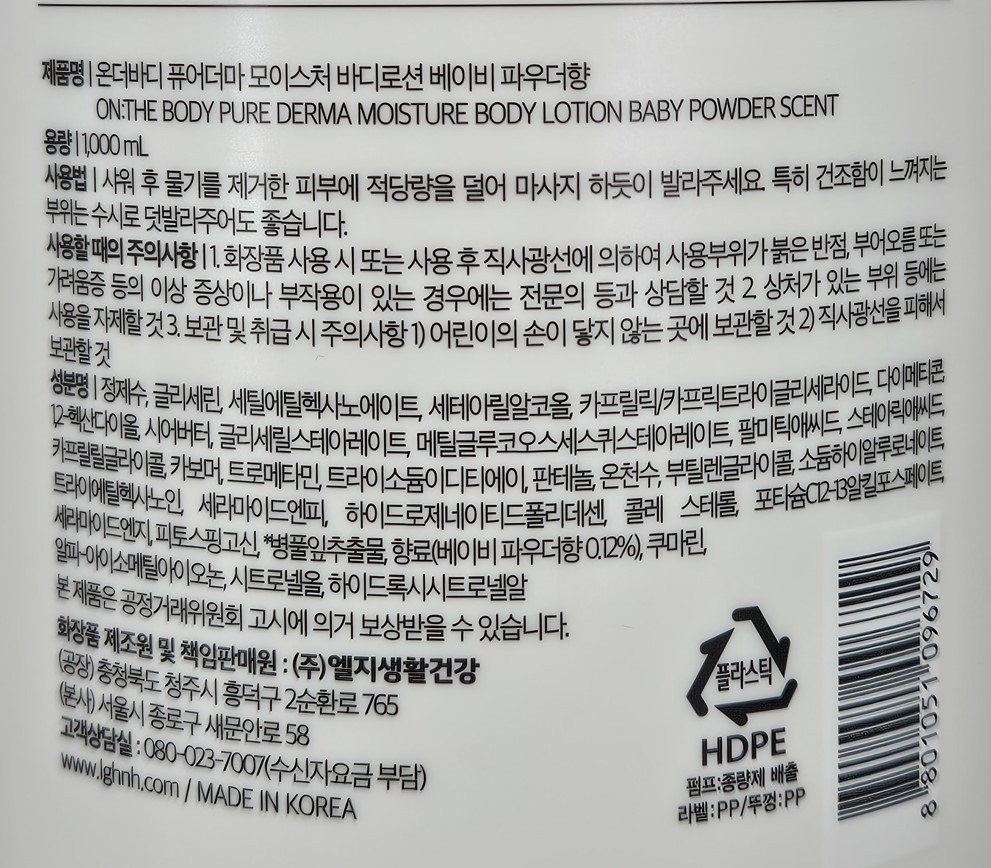 제품명 | 온더바디 퓨어더마 모이스처 바디로션 베이비 파우더향
ON:THE BODY PURE DERMA MOISTURE BODY LOTION BABY POWDER SCENT
용량 | 1,000 mL
사용법 | 샤워 후 물기를 제거한 피부에 적당량을 덜어 마사지 하듯이 발라주세요. 특히 건조함이 느껴지는
부위는 수시로 덧발라주어도 좋습니다.
사용할 때의 주의사항 | 1. 화장품 사용 시 또는 사용 후 직사광선에 의하여 사용부위가 붉은 반점, 부어오름 또는
가려움증 등의 이상 증상이나 부작용이 있는 경우에는 전문의 등과 상담할 것 2. 상처가 있는 부위 등에는
사용을 자제할 것 3. 보관 및 취급 시 주의사항 1) 어린이의 손이 닿지 않는 곳에 보관할 것 2) 직사광선을 피해서
보관할 것
성분명 | 정제수, 글리세린, 세틸에틸헥사노에이트, 세테아릴알코올, 카프릴릭/카프릭트라이글리세라이드, 다이메티콘,
1,2-헥산다이올, 시어버터, 글리세릴스테아레이트, 메틸글루코오스세스퀴스테아레이트, 팔미틱애씨드, 스테아릭애씨드,
카프릴릴글라이콜, 카보머, 트로메타민, 트라이소듐이디티에이, 판테놀, 온천수, 부틸렌글라이콜, 소듐하이알루로네이트,
트라이에틸헥사노인, 세라마이드엔피, 하이드로제네이티드폴리데센, 콜레 스테롤, 포타슘C12-13알킬포스페이트,
세라마이드엔지, 피토스핑고신, *병풀잎추출물, 향료(베이비 파우더향 0.12%), 쿠마린,
알파-아이소메틸아이오논, 시트로넬올, 하이드록시시트로넬알
본 제품은 공정거래위원회 고시에 의거 보상받을 수 있습니다.
화장품 제조원 및 책임판매원 : (주)엘지생활건강
(공장) 충청북도 청주시 흥덕구 2순환로 765
(본사) 서울시 종로구 새문안로 58
고객상담실 : 080-023-7007(수신자요금 부담)
www.lghnh.com / MADE IN KOREA
플라스틱
HDPE
펌프:종량제 배출
라벨:PP/뚜껑:PP
8 801051 096729